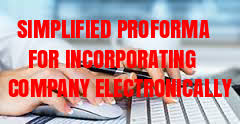 SIMPLIFIED PROFORMA
FOR INCORPORATING
COMPANY ELECTRONICALLY